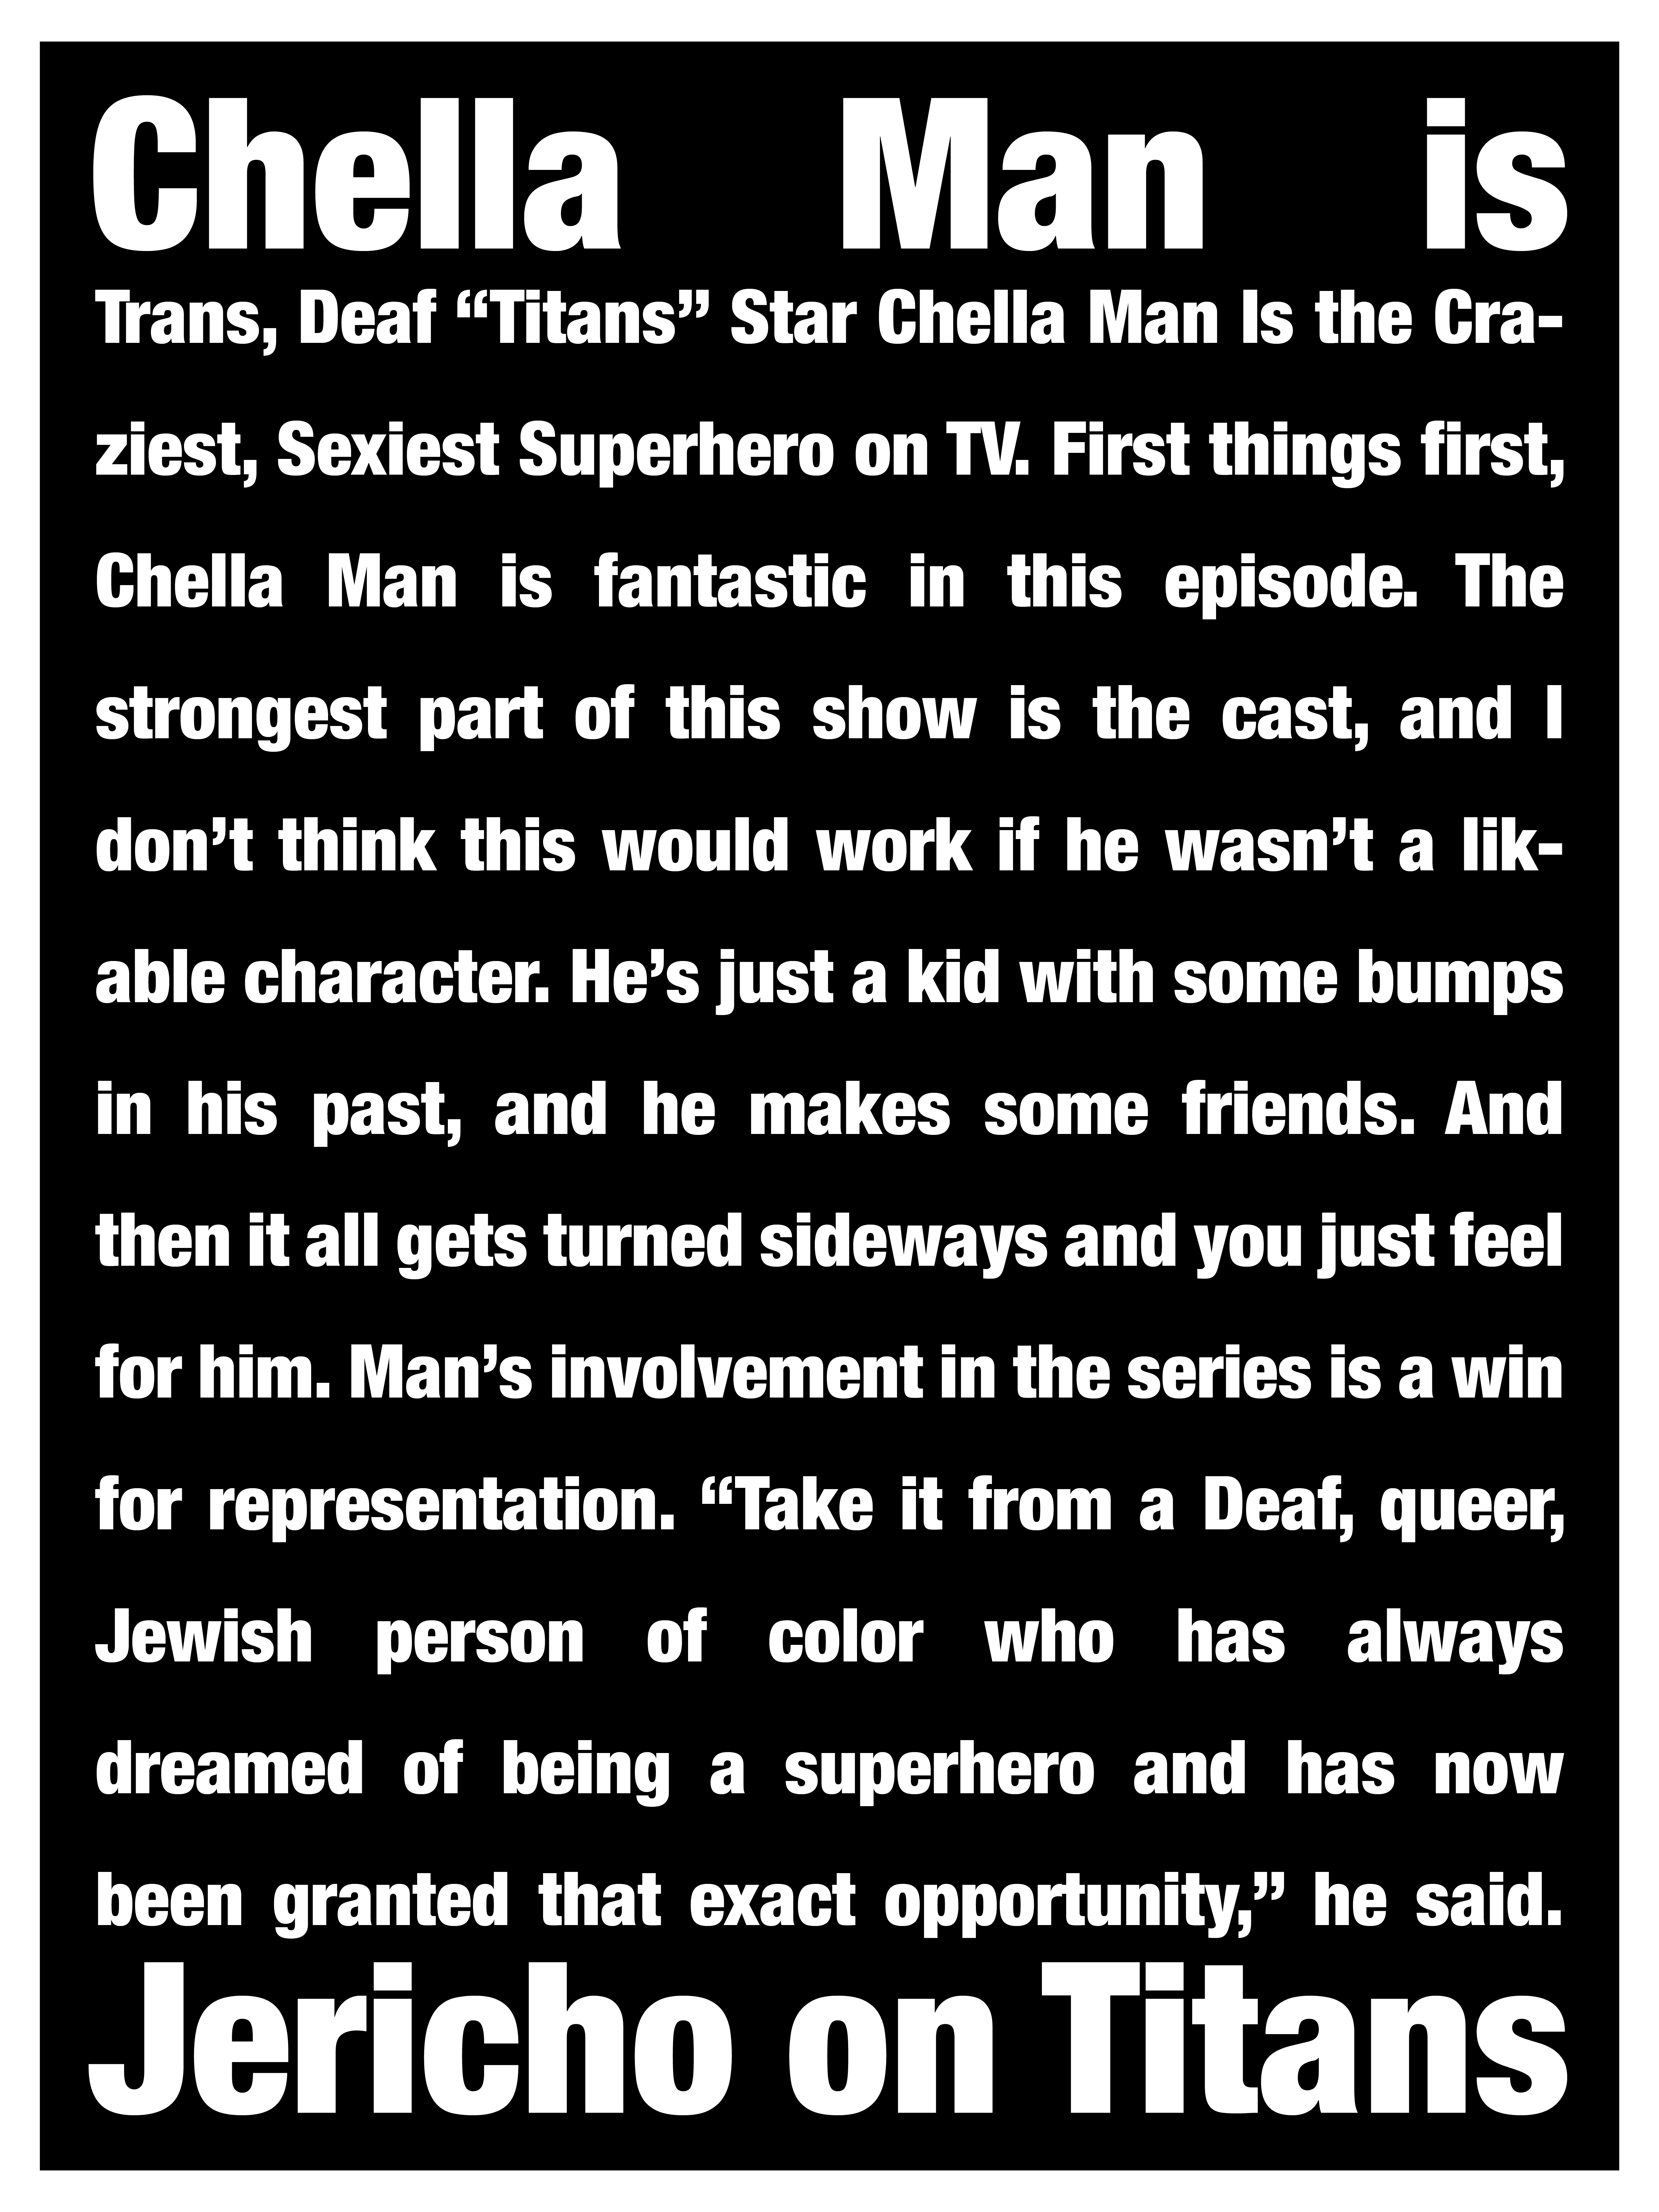 Chella Man is
Trans, Deaf “Titans” Star Chella Man Is the Cra-
ziest, Sexiest Superhero on TV. First things first,
Chella Man is fantastic in this episode. The
strongest part of this show is the cast, and I
don’t think this would work if he wasn’t a lik-
able character. He’s just a kid with some bumps
in his past, and he makes some friends. And
then it all gets turned sideways and you just feel
for him. Man’s involvement in the series is a win
for representation. “Take it from a Deaf, queer,
Jewish person of color who has always
dreamed of being a superhero and has now
been granted that exact opportunity,” he said.
Jericho on Titans